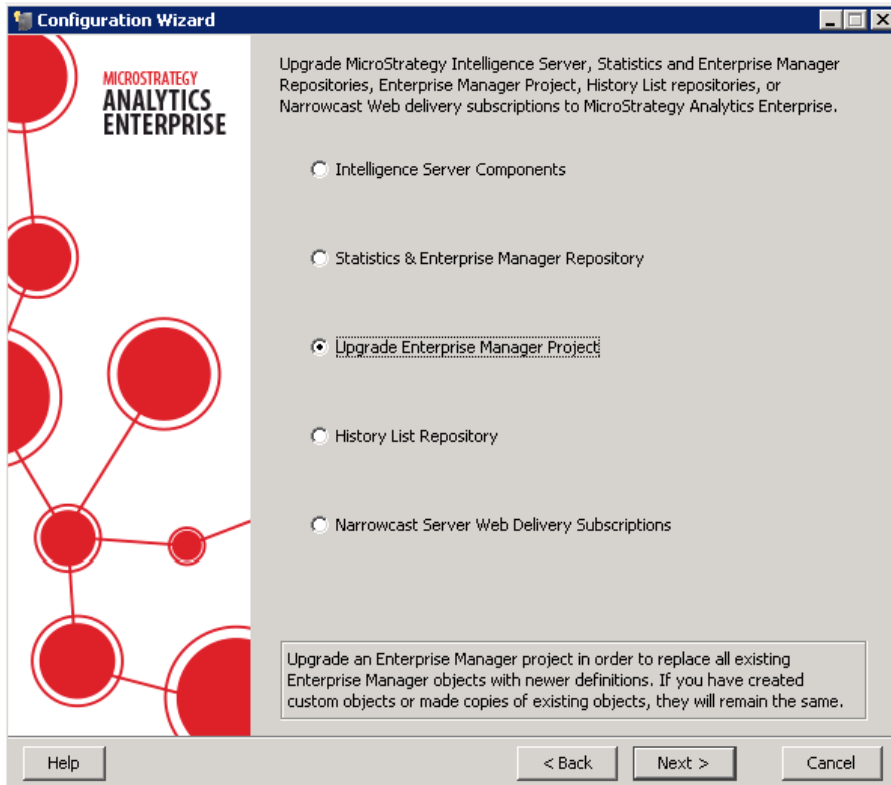 Configuration Wizard
MICROSTRATEGY
ANALYTICS
ENTERPRISE
Upgrade MicroStrategy Intelligence Server, Statistics and Enterprise Manager
Repositories, Enterprise Manager Project, History List repositories, or
Narrowcast Web delivery subscriptions to MicroStrategy Analytics Enterprise.
Intelligence Server Components
Statistics & Enterprise Manager Repository
Upgrade Enterprise Manager Project
History List Repository
Narrowcast Server Web Delivery Subscriptions
Upgrade an Enterprise Manager project in order to replace all existing
Enterprise Manager objects with newer definitions. If you have created
custom objects or made copies of existing objects, they will remain the same.
Help
< Back
Next >
Cancel